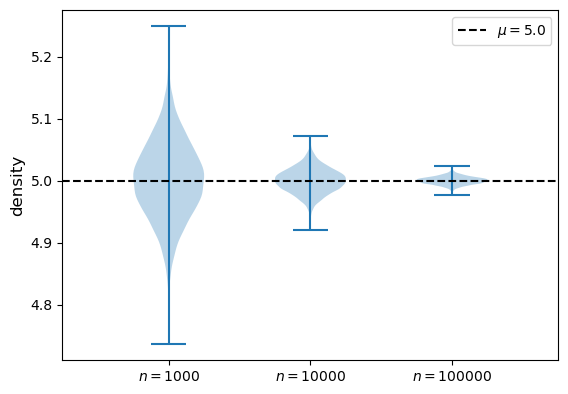 μ = 5.0
5.2
5.1
5.0
4.9
4.8
density
n = 1000
n = 10000
n = 100000